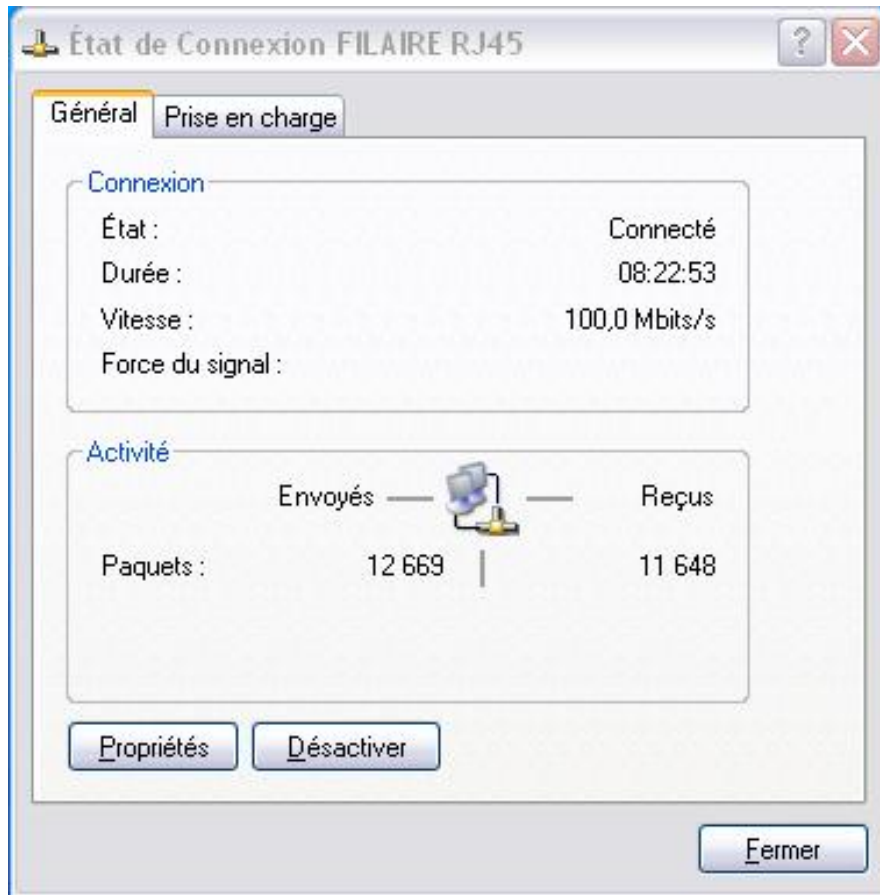 État de Connexion FILAIRE RJ45
Général Prise en charge
Connexion
État : Connecté
Durée : 08:22:53
Vitesse : 100,0 Mbits/s
Force du signal :
Activité
Envoyés Reçus
Paquets : 12 669 11 648
Propriétés Désactiver
Fermer